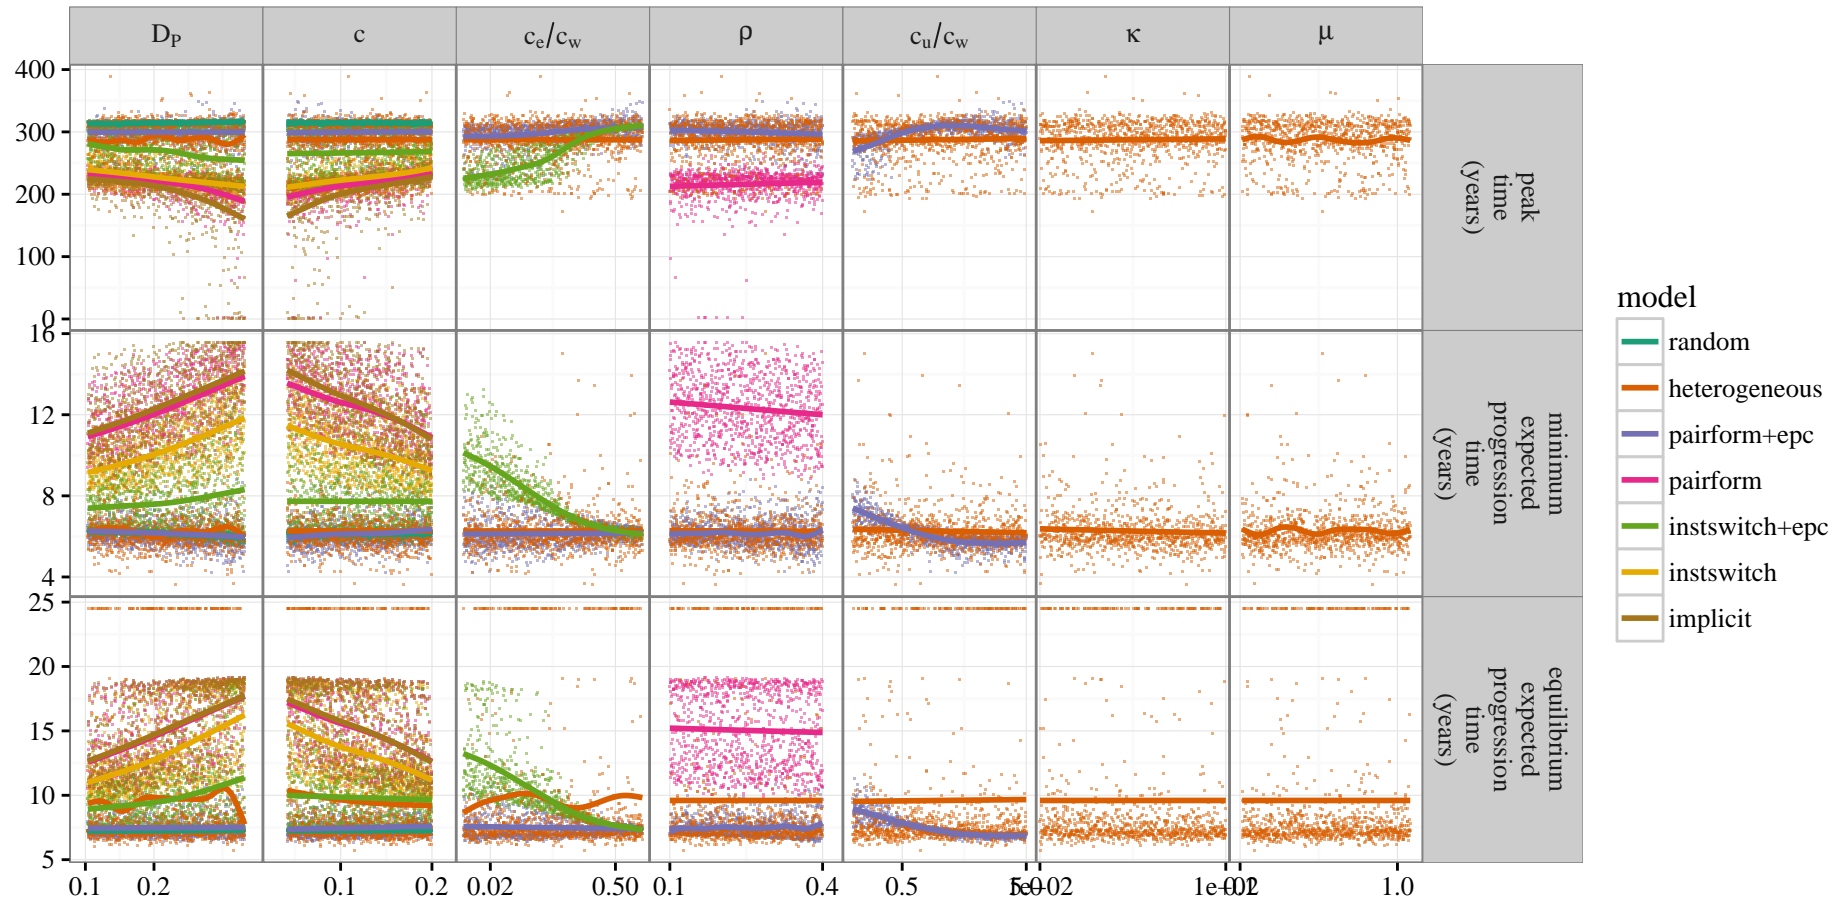 D_P c c_e/c_w ρ c_u/c_w κ μ
400
300
200
100
0
peak
time
(years)
16
12
8
4
minimum
expected
progression
time
(years)
25
20
15
10
5
equilibrium
expected
progression
time
(years)
0.1 0.2 0.1 0.2 0.02 0.50 0.1 0.4 0.5 1.0
model
random
heterogeneous
pairform+epc
pairform
instswitch+epc
instswitch
implicit